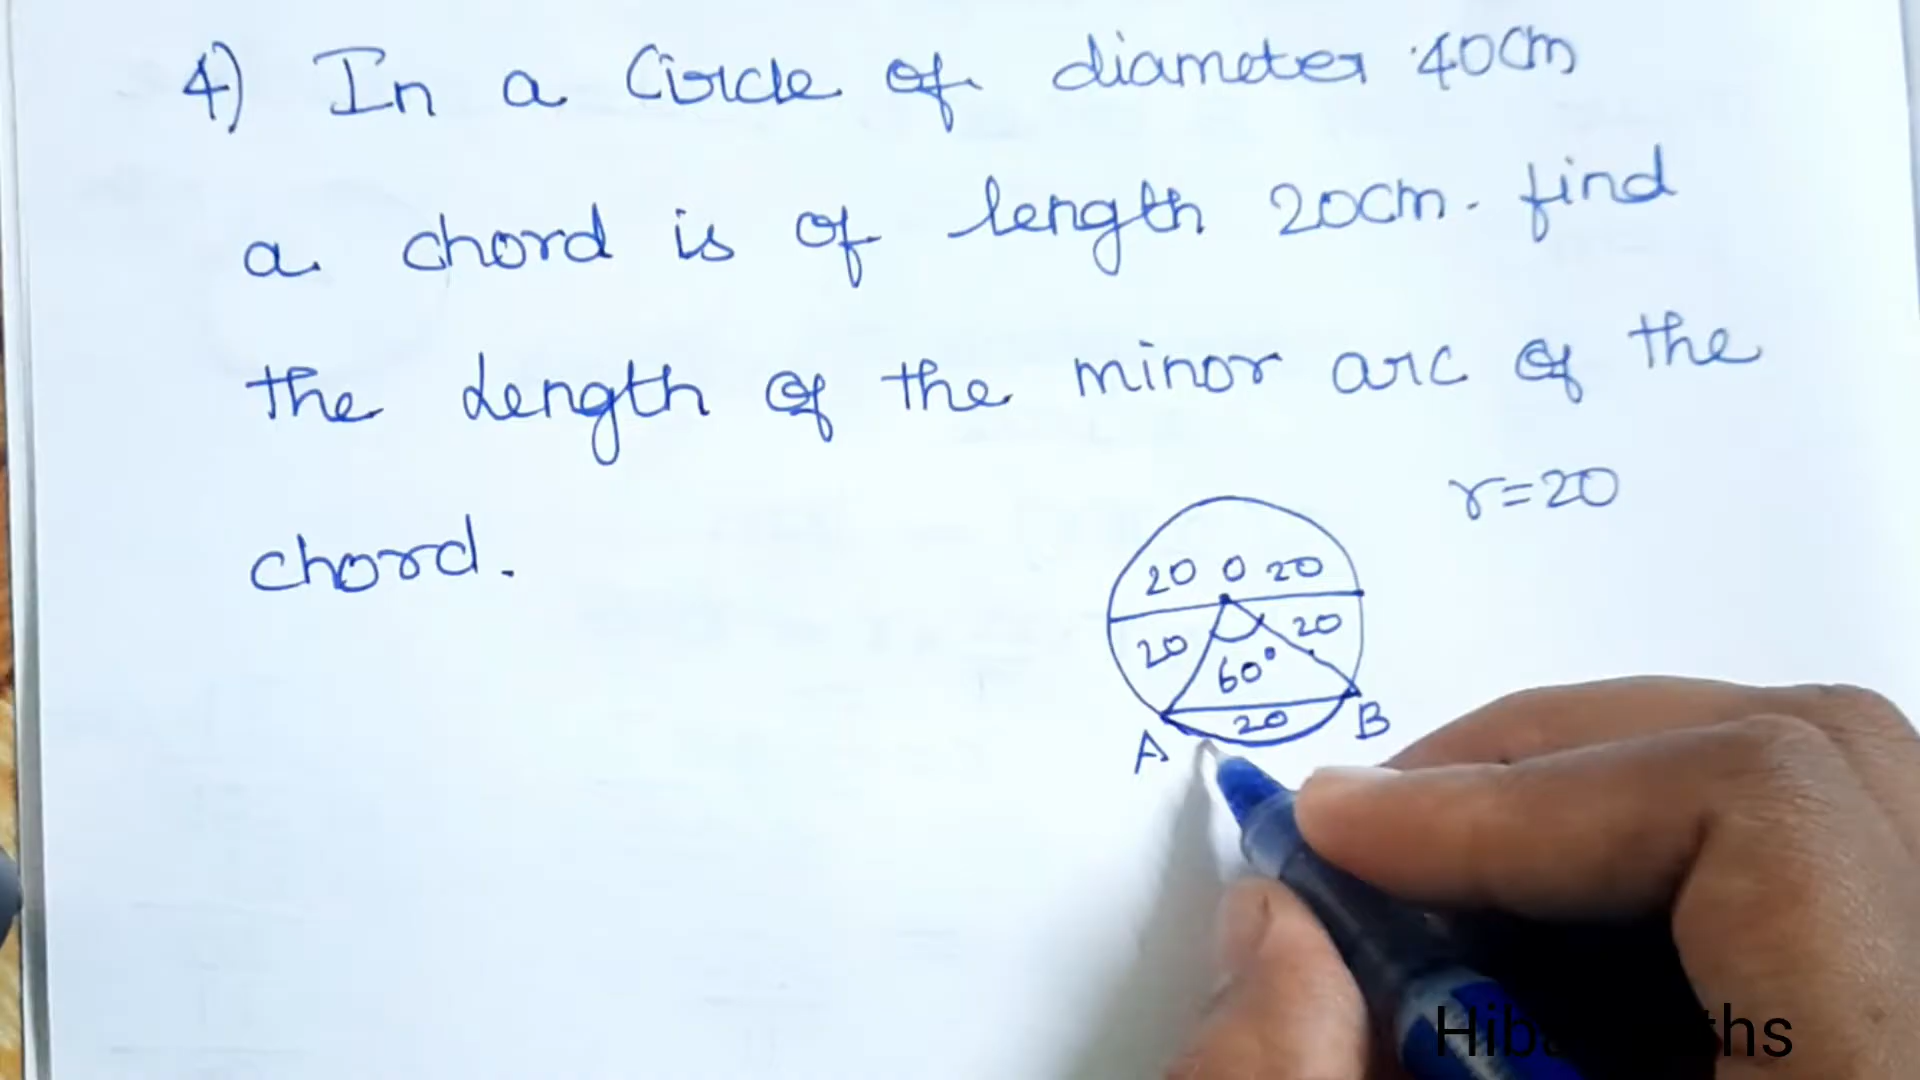 4) In a Circle of diameter 40cm
a chord is of length 20cm. find
the Length of the minor arc of the
chord.
r=20
20 O 20
20 20
60°
20
A B